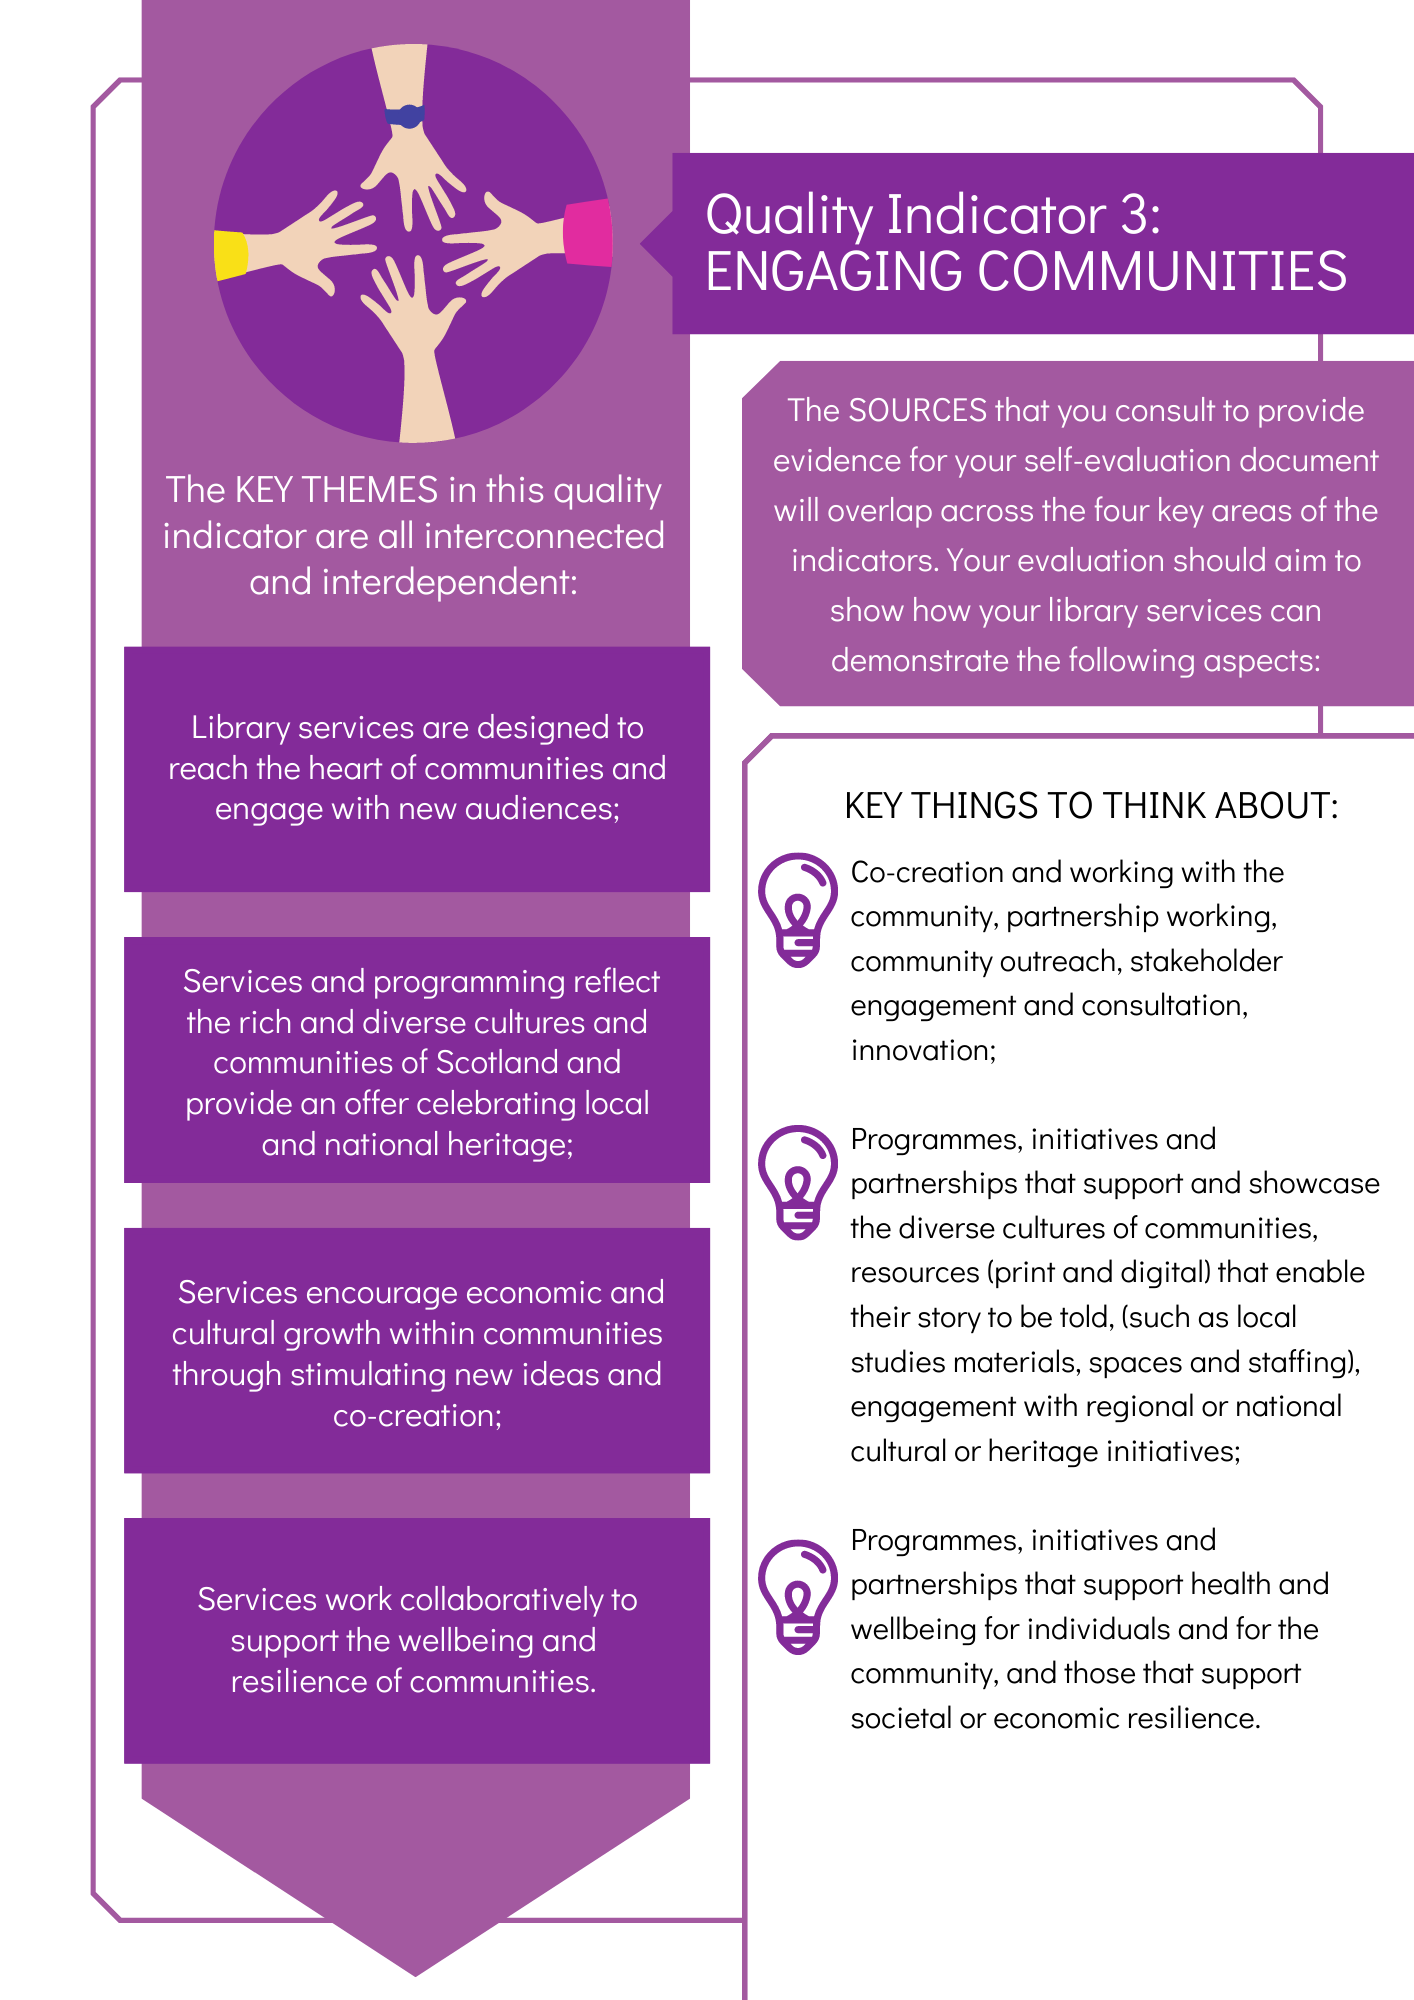 Quality Indicator 3:
ENGAGING COMMUNITIES
The KEY THEMES in this quality
indicator are all interconnected
and interdependent:
Library services are designed to
reach the heart of communities and
engage with new audiences;
Services and programming reflect
the rich and diverse cultures and
communities of Scotland and
provide an offer celebrating local
and national heritage;
Services encourage economic and
cultural growth within communities
through stimulating new ideas and
co-creation;
Services work collaboratively to
support the wellbeing and
resilience of communities.
The SOURCES that you consult to provide
evidence for your self-evaluation document
will overlap across the four key areas of the
indicators. Your evaluation should aim to
show how your library services can
demonstrate the following aspects:
KEY THINGS TO THINK ABOUT:
Co-creation and working with the
community, partnership working,
community outreach, stakeholder
engagement and consultation,
innovation;
Programmes, initiatives and
partnerships that support and showcase
the diverse cultures of communities,
resources (print and digital) that enable
their story to be told, (such as local
studies materials, spaces and staffing),
engagement with regional or national
cultural or heritage initiatives;
Programmes, initiatives and
partnerships that support health and
wellbeing for individuals and for the
community, and those that support
societal or economic resilience.